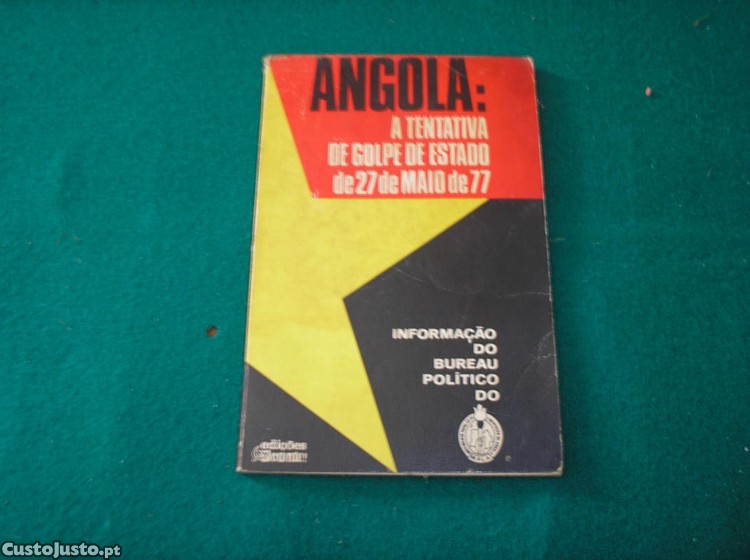 ANGOLA:
A TENTATIVA
DE GOLPE DE ESTADO
de 27 de MAIO de 77
INFORMAÇÃO
DO
BUREAU
POLÍTICO
DO
edições
CustoJusto.pt